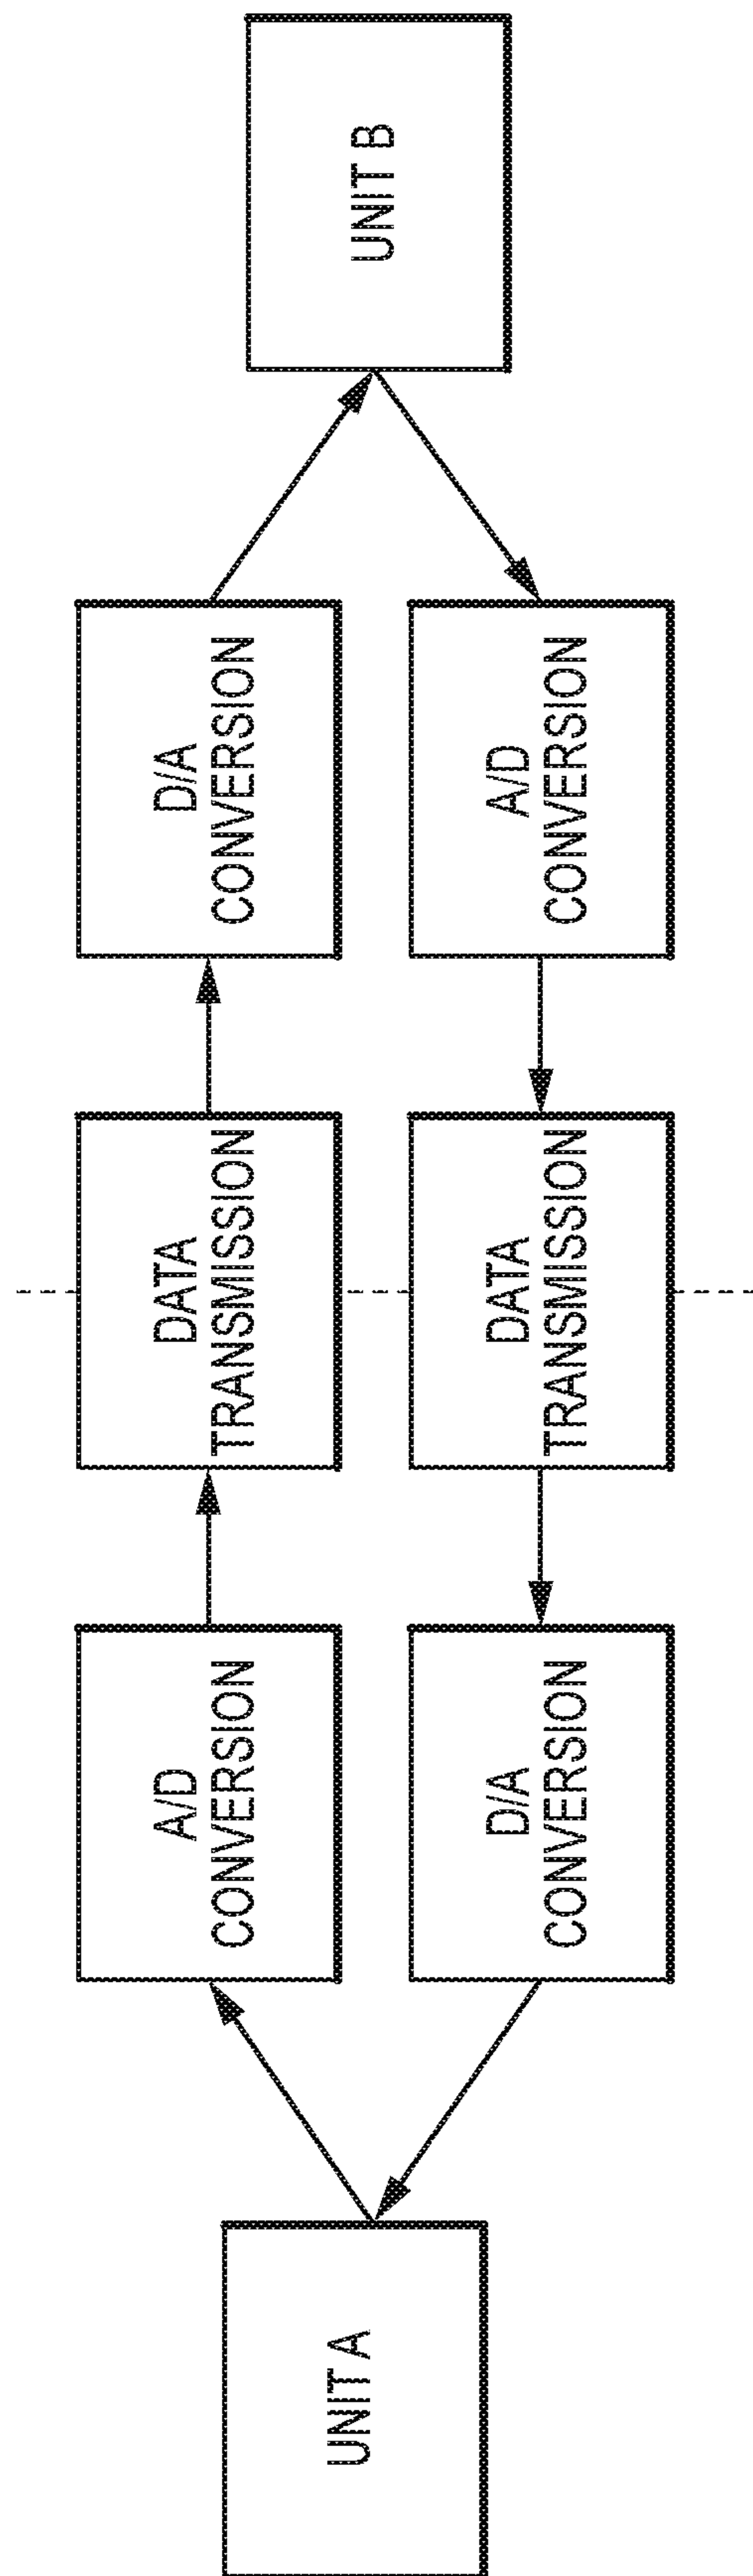 UNIT A
A/D
CONVERSION
DATA
TRANSMISSION
D/A
CONVERSION
UNIT B
D/A
CONVERSION
DATA
TRANSMISSION
A/D
CONVERSION